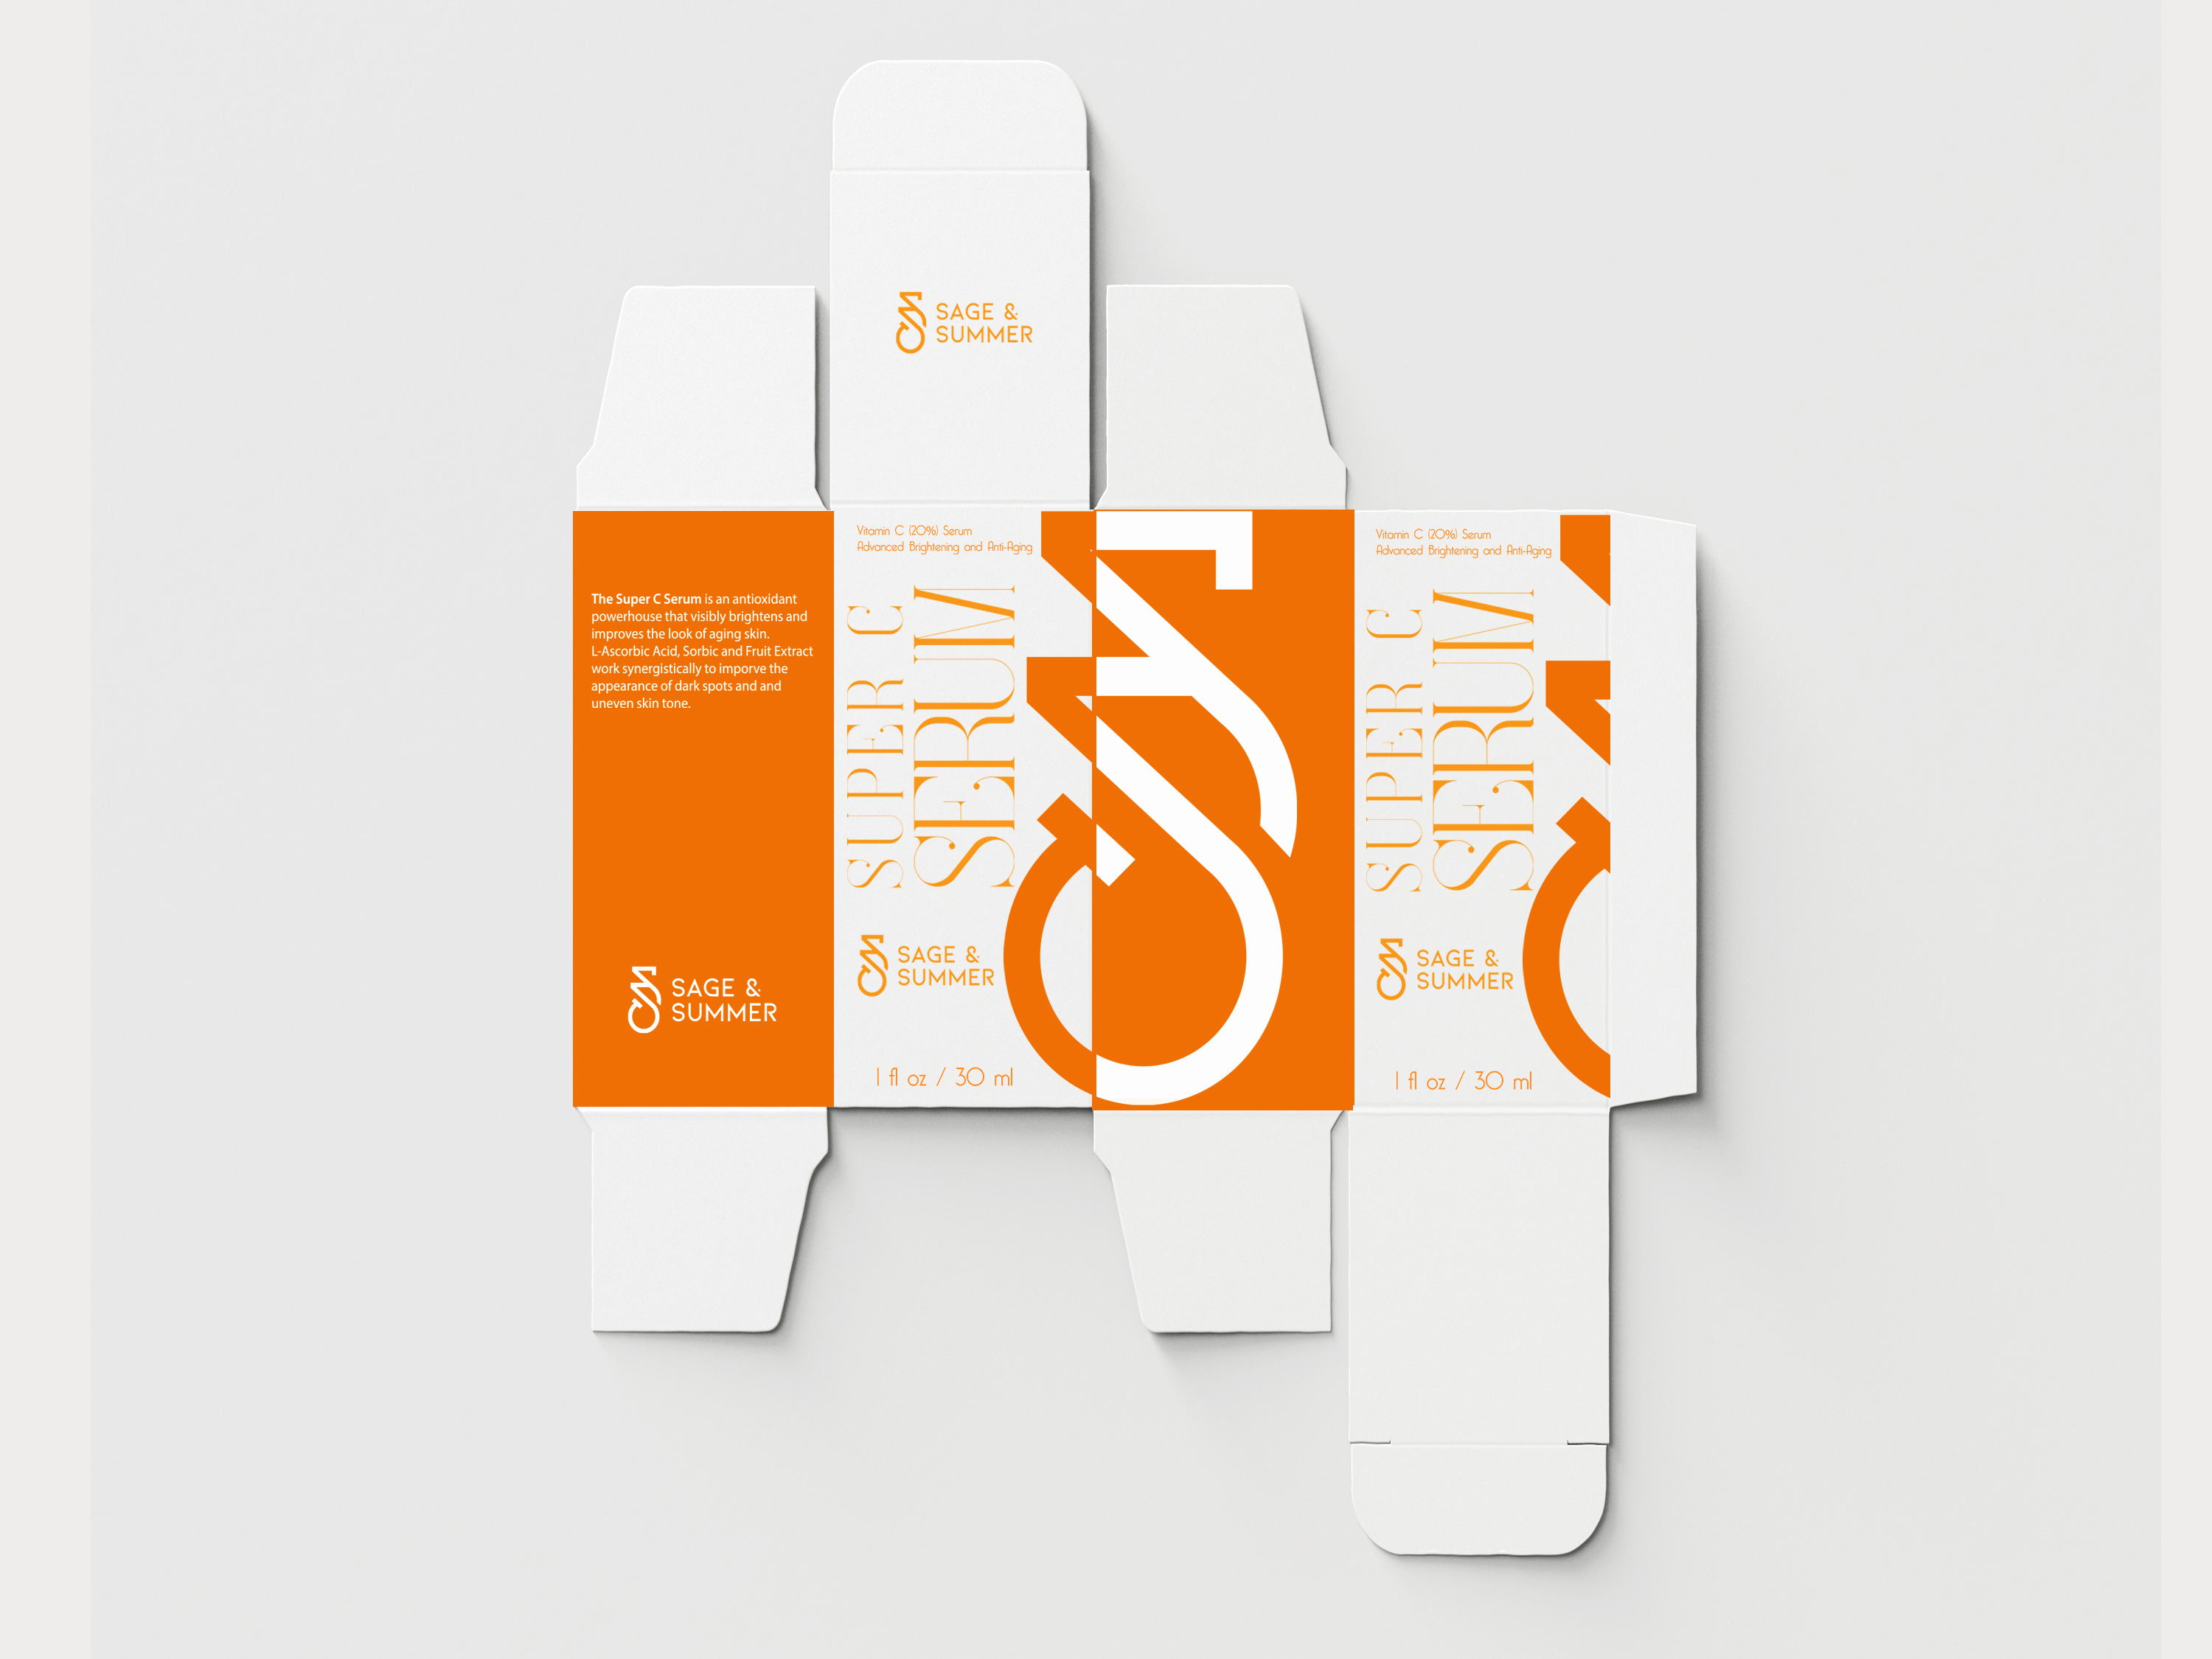 SAGE &
SUMMER
The Super C Serum is an antioxidant
powerhouse that visibly brightens and
improves the look of aging skin.
L-Ascorbic Acid, Sorbic and Fruit Extract
work synergistically to imporve the
appearance of dark spots and and
uneven skin tone.
SAGE &
SUMMER
Vitamin C (20%) Serum
Advanced Brightening and Anti-Aging
SUPER C
SERUM
SAGE &
SUMMER
1 fl oz / 30 ml
Vitamin C (20%) Serum
Advanced Brightening and Anti-Aging
SUPER C
SERUM
SAGE &
SUMMER
1 fl oz / 30 ml